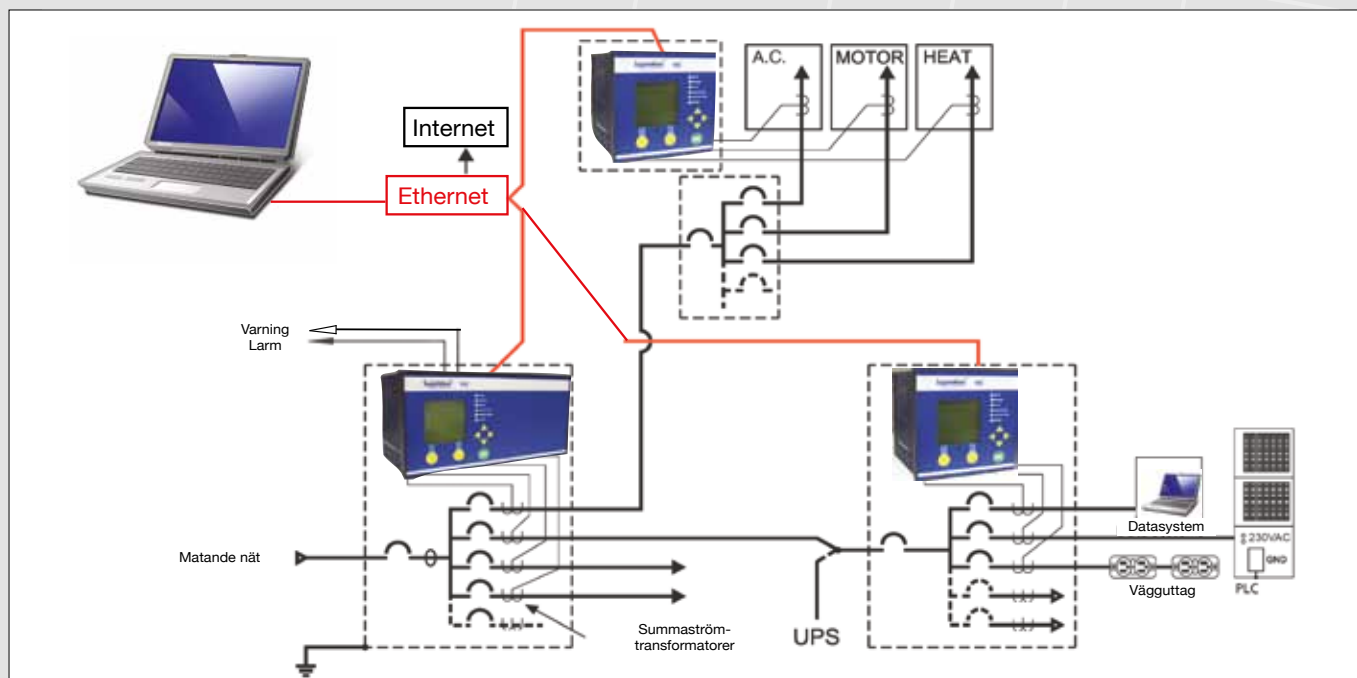 A.C.
MOTOR
HEAT
Internet
Ethernet
Varning
Larm
Matande nät
Summaström-
transformatorer
UPS
Datasystem
230VAC
GND
PLC
Vägguttag